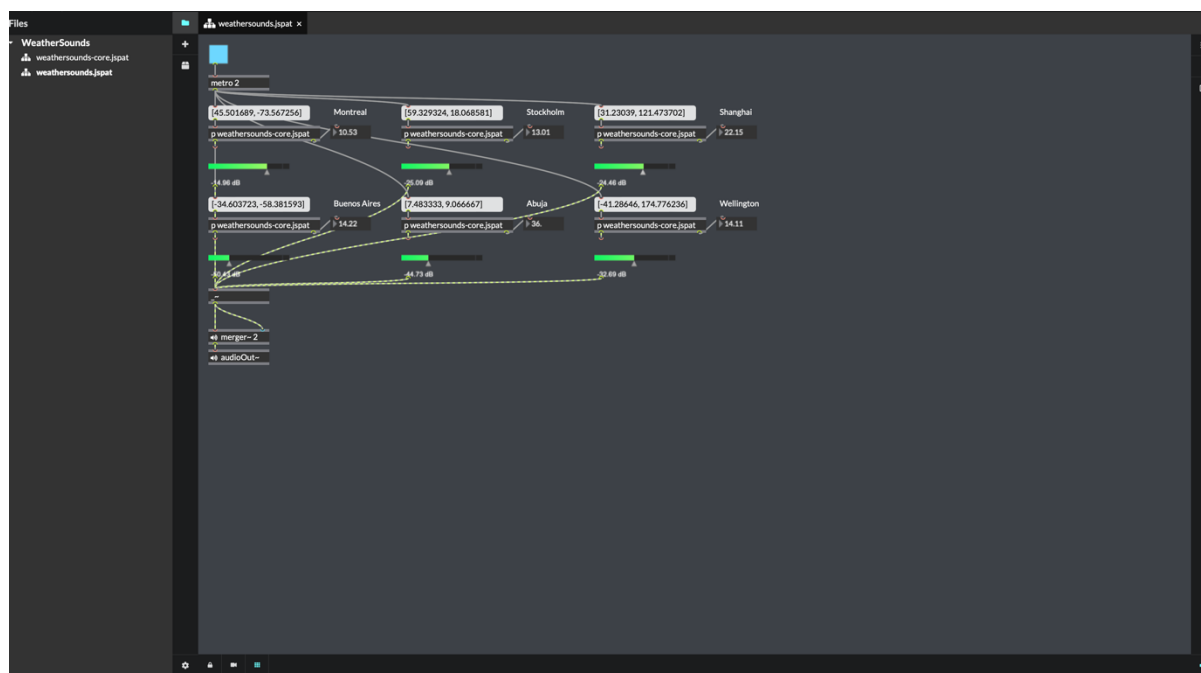 Files
weathersounds.jspat ×
WeatherSounds
weathersounds-core.jspat
weathersounds.jspat
metro 2
[45.501689, -73.567256] Montreal [59.329324, 18.068581] Stockholm [31.23039, 121.473702] Shanghai
p weathersounds-core.jspat 10.53 p weathersounds-core.jspat 13.01 p weathersounds-core.jspat 22.15
-14.96 dB -25.09 dB -24.46 dB
[-34.603723, -58.381593] Buenos Aires [7.483333, 9.066667] Abuja [-41.28646, 174.776236] Wellington
p weathersounds-core.jspat 14.22 p weathersounds-core.jspat 36. p weathersounds-core.jspat 14.11
-44.73 dB -32.69 dB
_~
merger~ 2
audioOut~